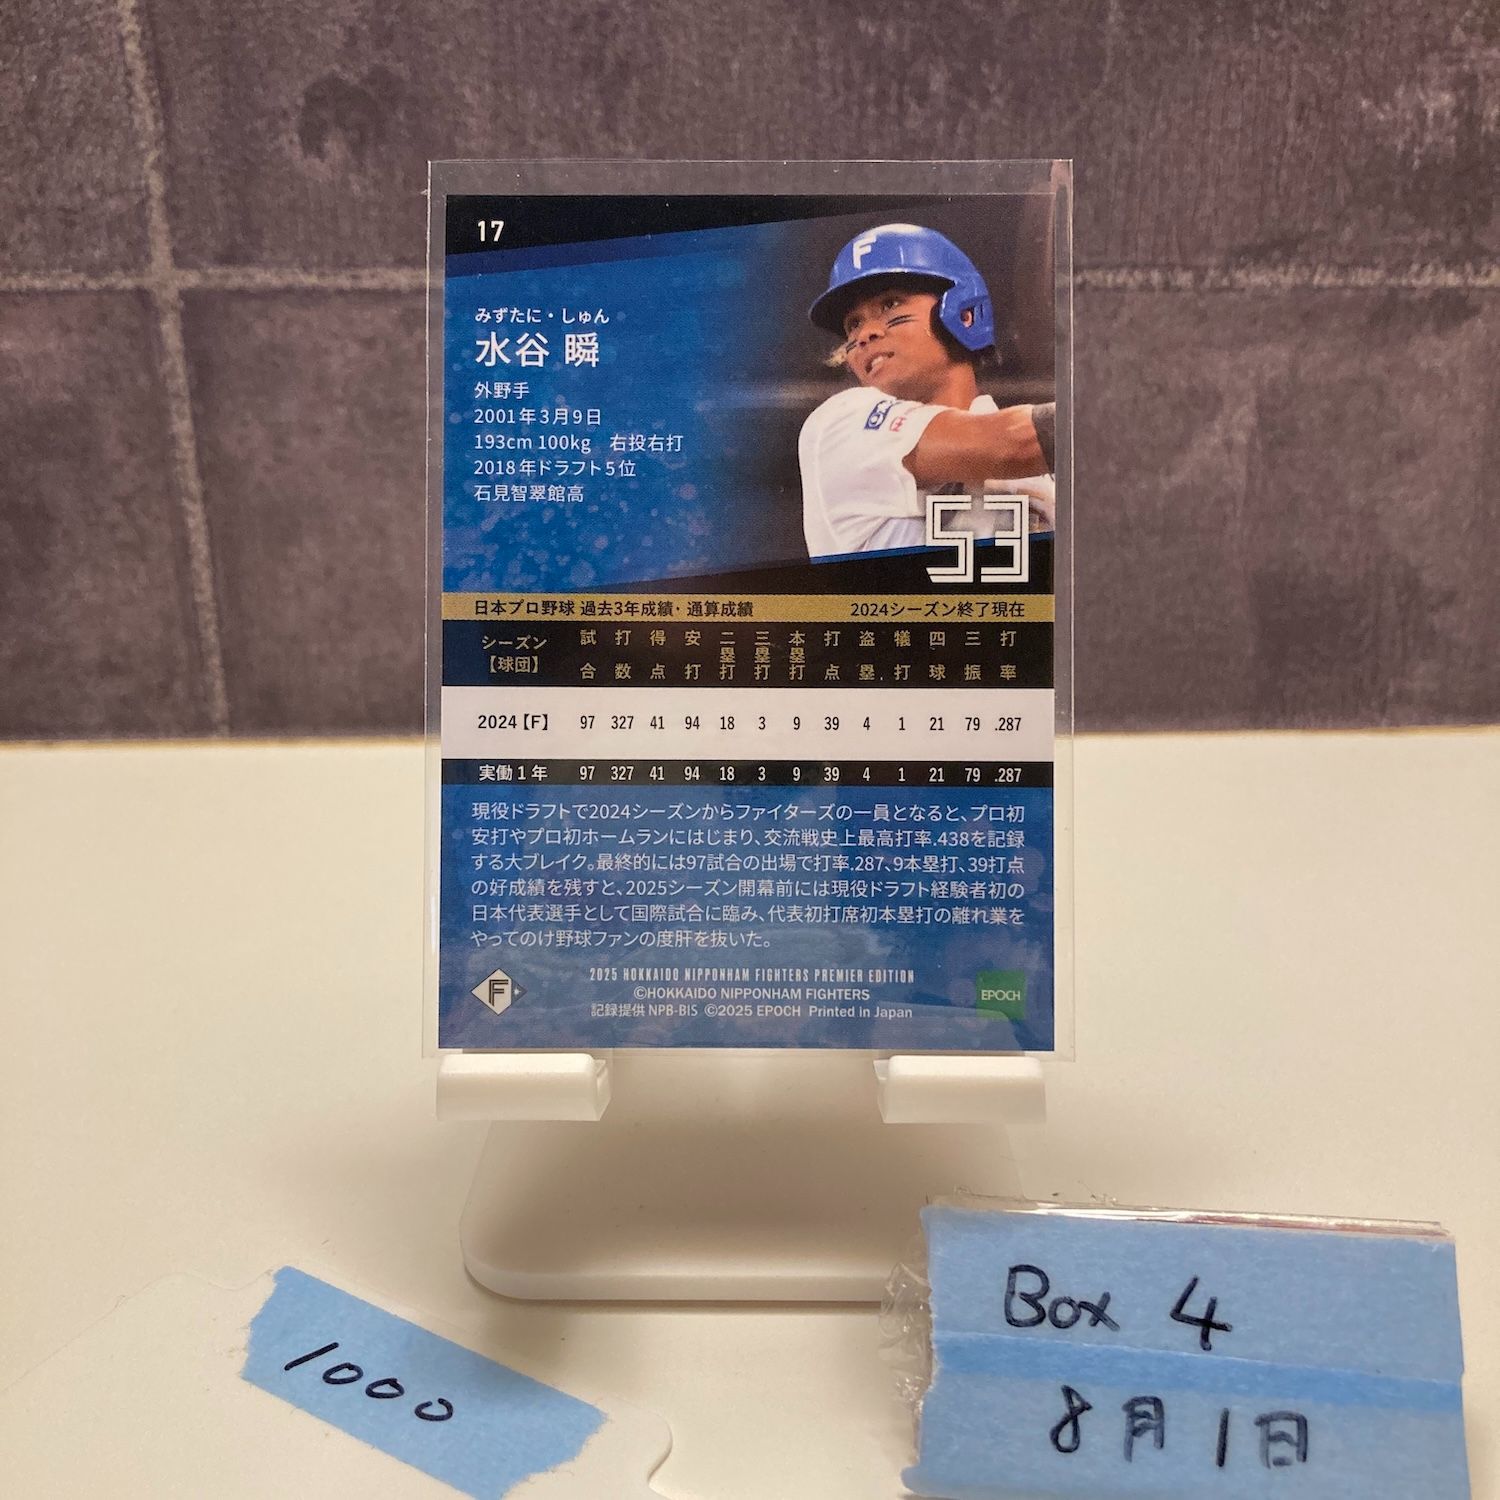 17
みずたに・しゅん
水谷 瞬
外野手
2001年3月9日
193cm 100kg 右投右打
2018年ドラフト5位
石見智翠館高
F
53
日本プロ野球 過去3年成績・通算成績 2024シーズン終了現在
シーズン【球団】 試合 打数 得点 安打 二塁打 三塁打 本塁打 打点 盗塁 犠打 四球 三振 打率
2024【F】 97 327 41 94 18 3 9 39 4 1 21 79 .287
実働1年 97 327 41 94 18 3 9 39 4 1 21 79 .287
現役ドラフトで2024シーズンからファイターズの一員となると、プロ初
安打やプロ初ホームランにはじまり、交流戦史上最高打率.438を記録
する大ブレイク。最終的には97試合の出場で打率.287、9本塁打、39打点
の好成績を残すと、2025シーズン開幕前には現役ドラフト経験者初の
日本代表選手として国際試合に臨み、代表初打席初本塁打の離れ業を
やってのけ野球ファンの度肝を抜いた。
F
2025 HOKKAIDO NIPPONHAM FIGHTERS PREMIER EDITION
©HOKKAIDO NIPPONHAM FIGHTERS
記録提供 NPB-BIS ©2025 EPOCH Printed in Japan
EPOCH
1000
Box 4
8月1日